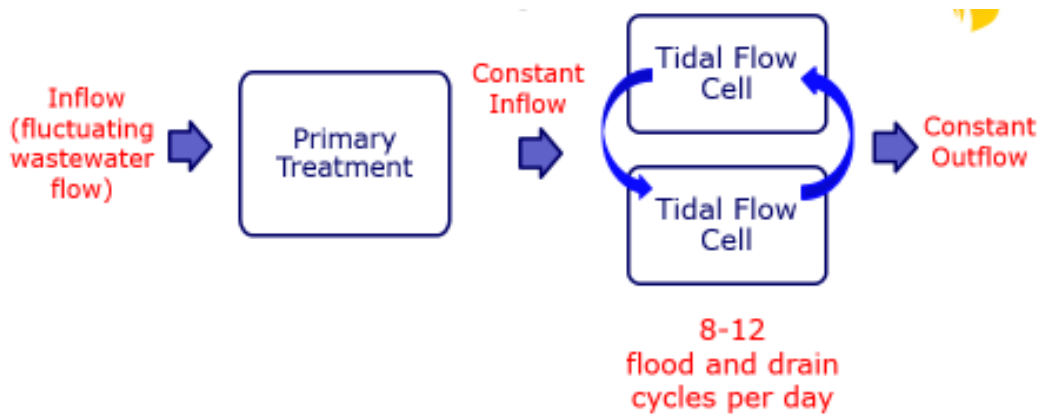 Inflow
(fluctuating
wastewater
flow)
Primary
Treatment
Constant
Inflow
Tidal Flow
Cell
Tidal Flow
Cell
8-12
flood and drain
cycles per day
Constant
Outflow